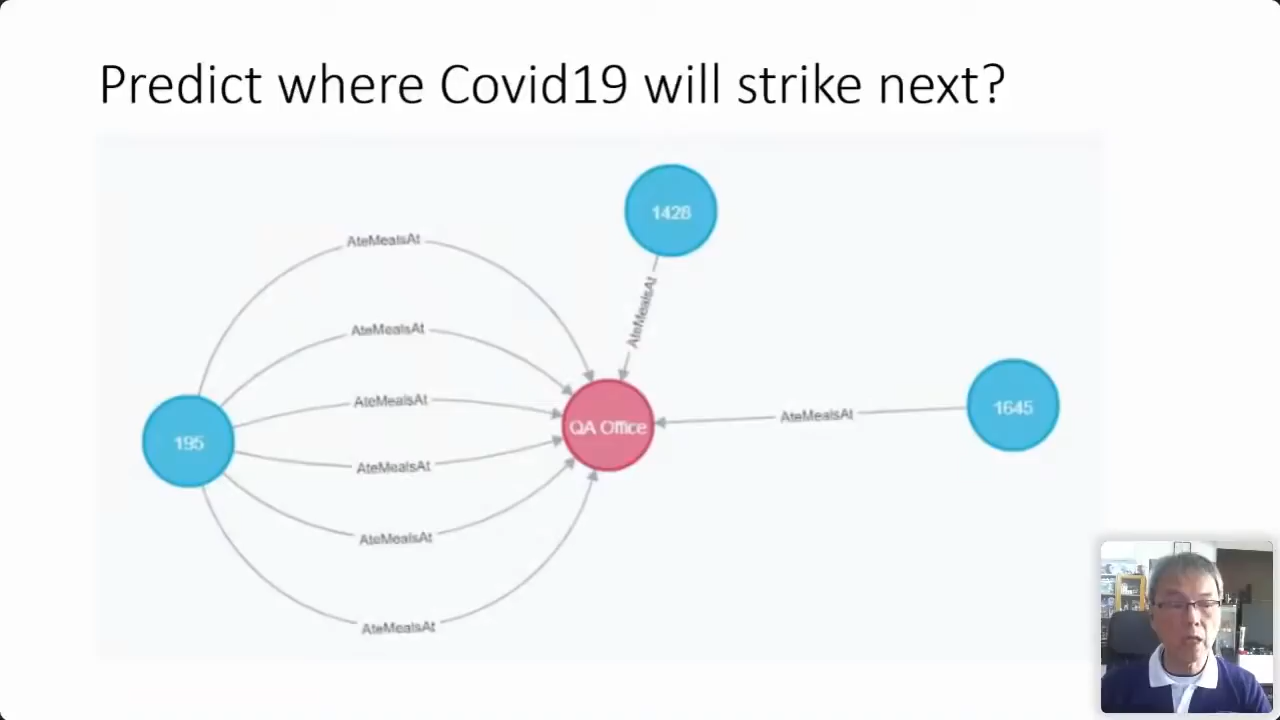 Predict where Covid19 will strike next?
1428
AteMealsAt
AteMealsAt
AteMealsAt
AteMealsAt
1645
AteMealsAt
AteMealsAt
QA Office
195
AteMealsAt
AteMealsAt